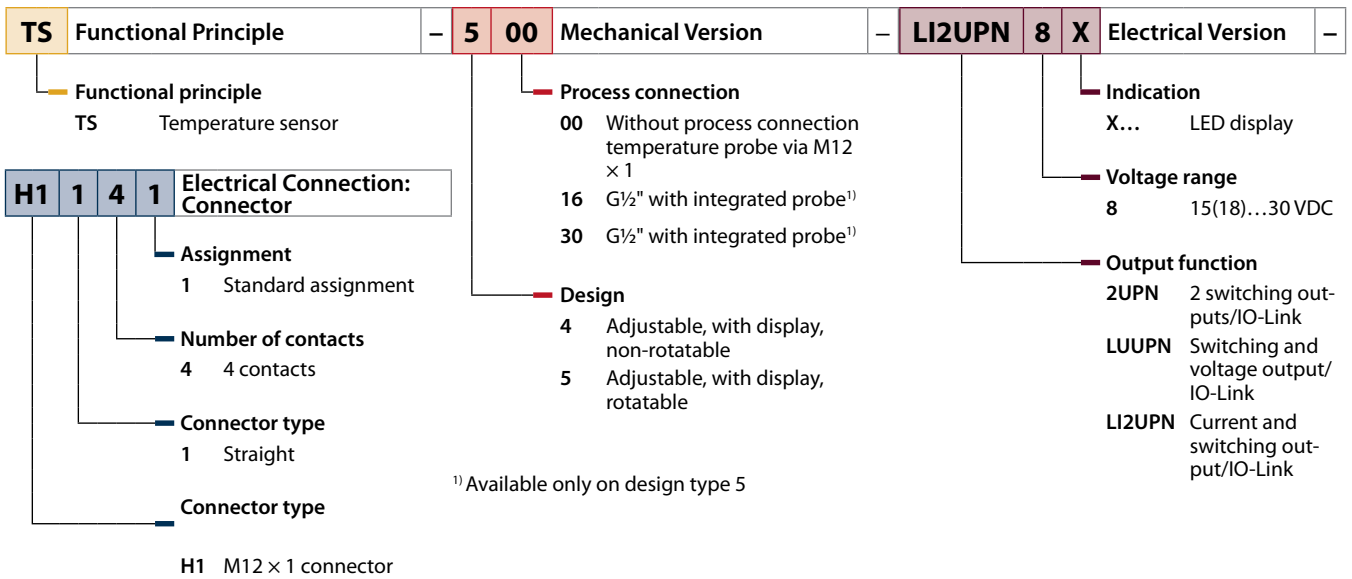 TS Functional Principle – 5 00 Mechanical Version – LI2UPN 8 X Electrical Version –
Functional principle
TS Temperature sensor
H1 1 4 1 Electrical Connection:
Connector
Assignment
1 Standard assignment
Number of contacts
4 4 contacts
Connector type
1 Straight
Connector type
H1 M12 × 1 connector
Process connection
00 Without process connection
temperature probe via M12
× 1
16 G½" with integrated probe1)
30 G½" with integrated probe1)
Design
4 Adjustable, with display,
non-rotatable
5 Adjustable, with display,
rotatable
1) Available only on design type 5
Indication
X… LED display
Voltage range
8 15(18)…30 VDC
Output function
2UPN 2 switching out-
puts/IO-Link
LUUPN Switching and
voltage output/
IO-Link
LI2UPN Current and
switching out-
put/IO-Link